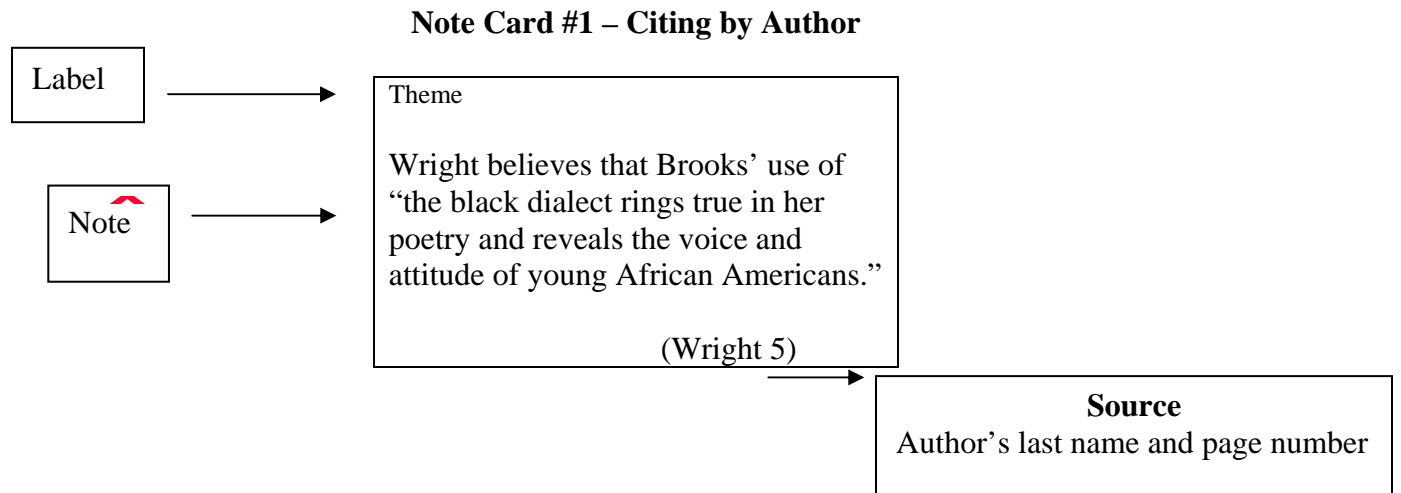 Note Card #1 – Citing by Author
Label
Theme
Wright believes that Brooks’ use of
“the black dialect rings true in her
Note
poetry and reveals the voice and
attitude of young African Americans.”
(Wright 5)
Source
Author’s last name and page number